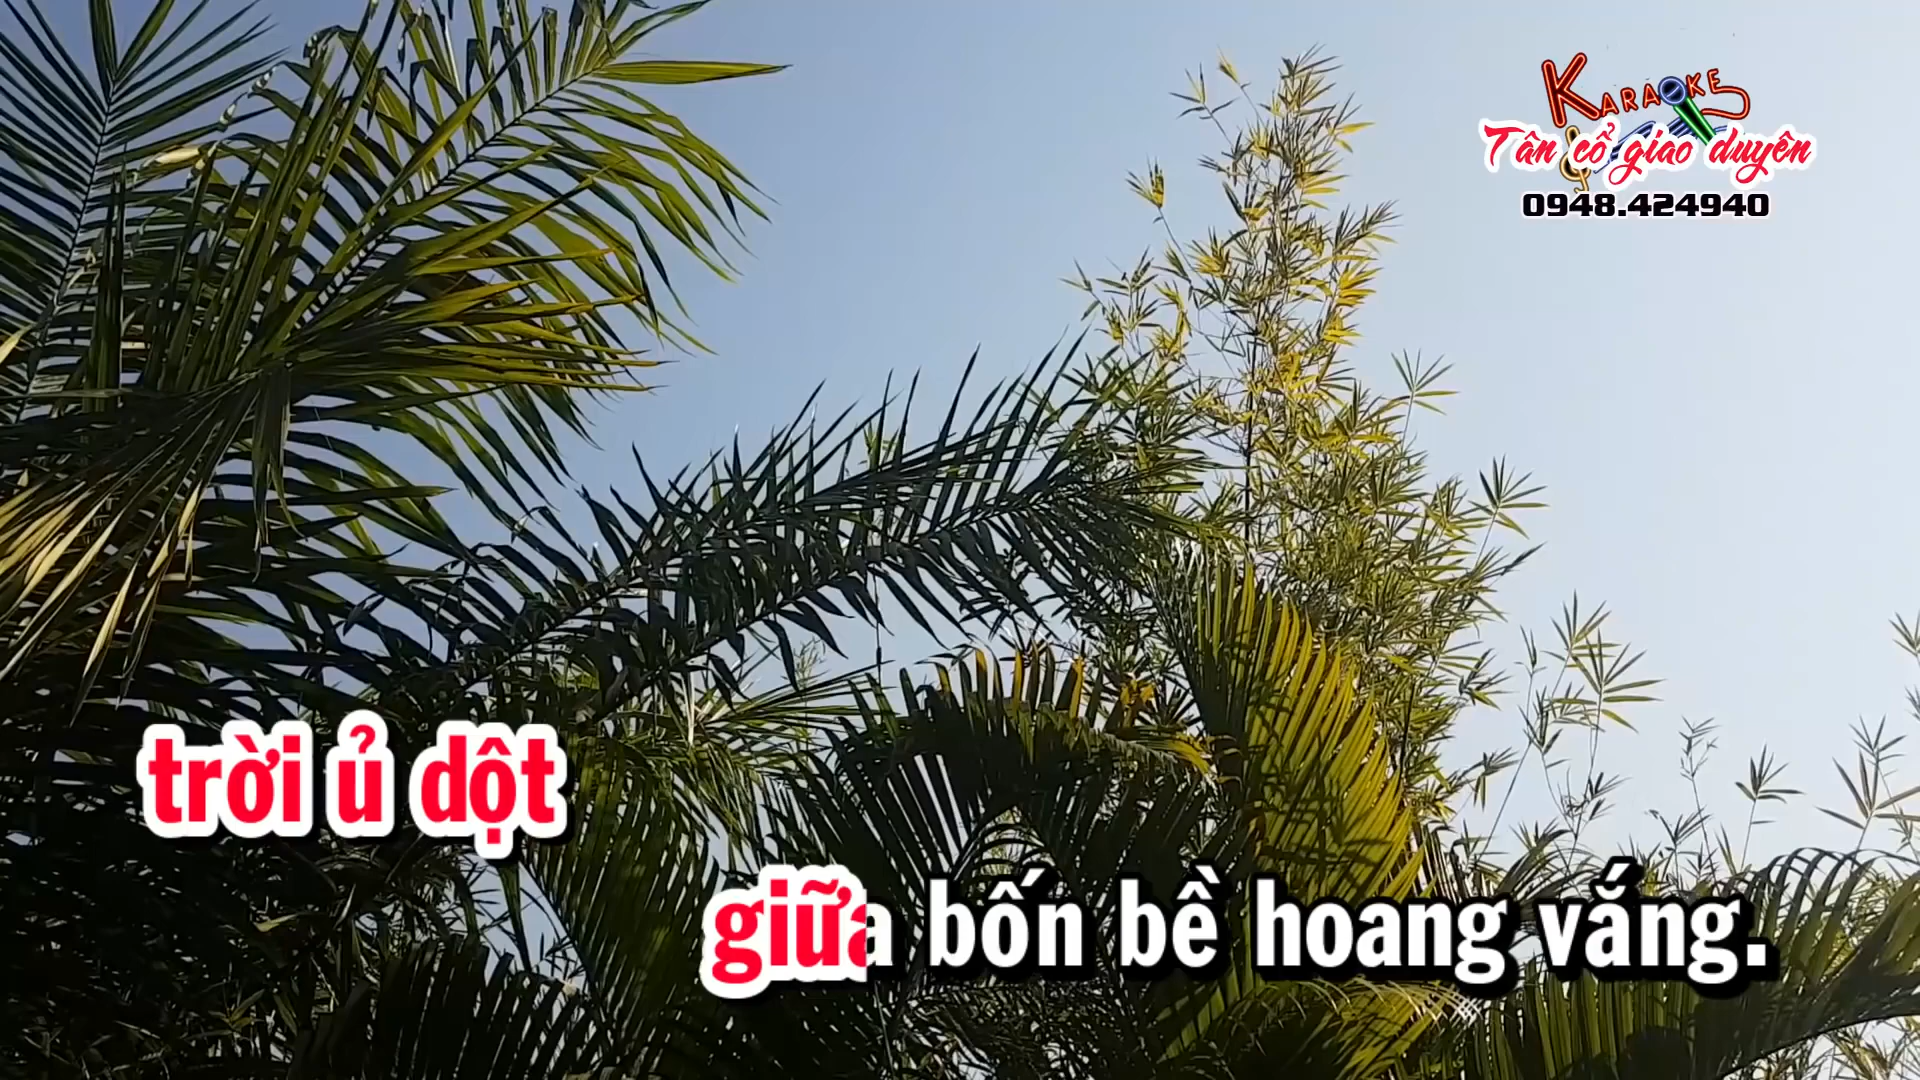 KARAOKE
Tân cổ giao duyên
0948.424940
trời ủ dột
giữa bốn bề hoang vắng.